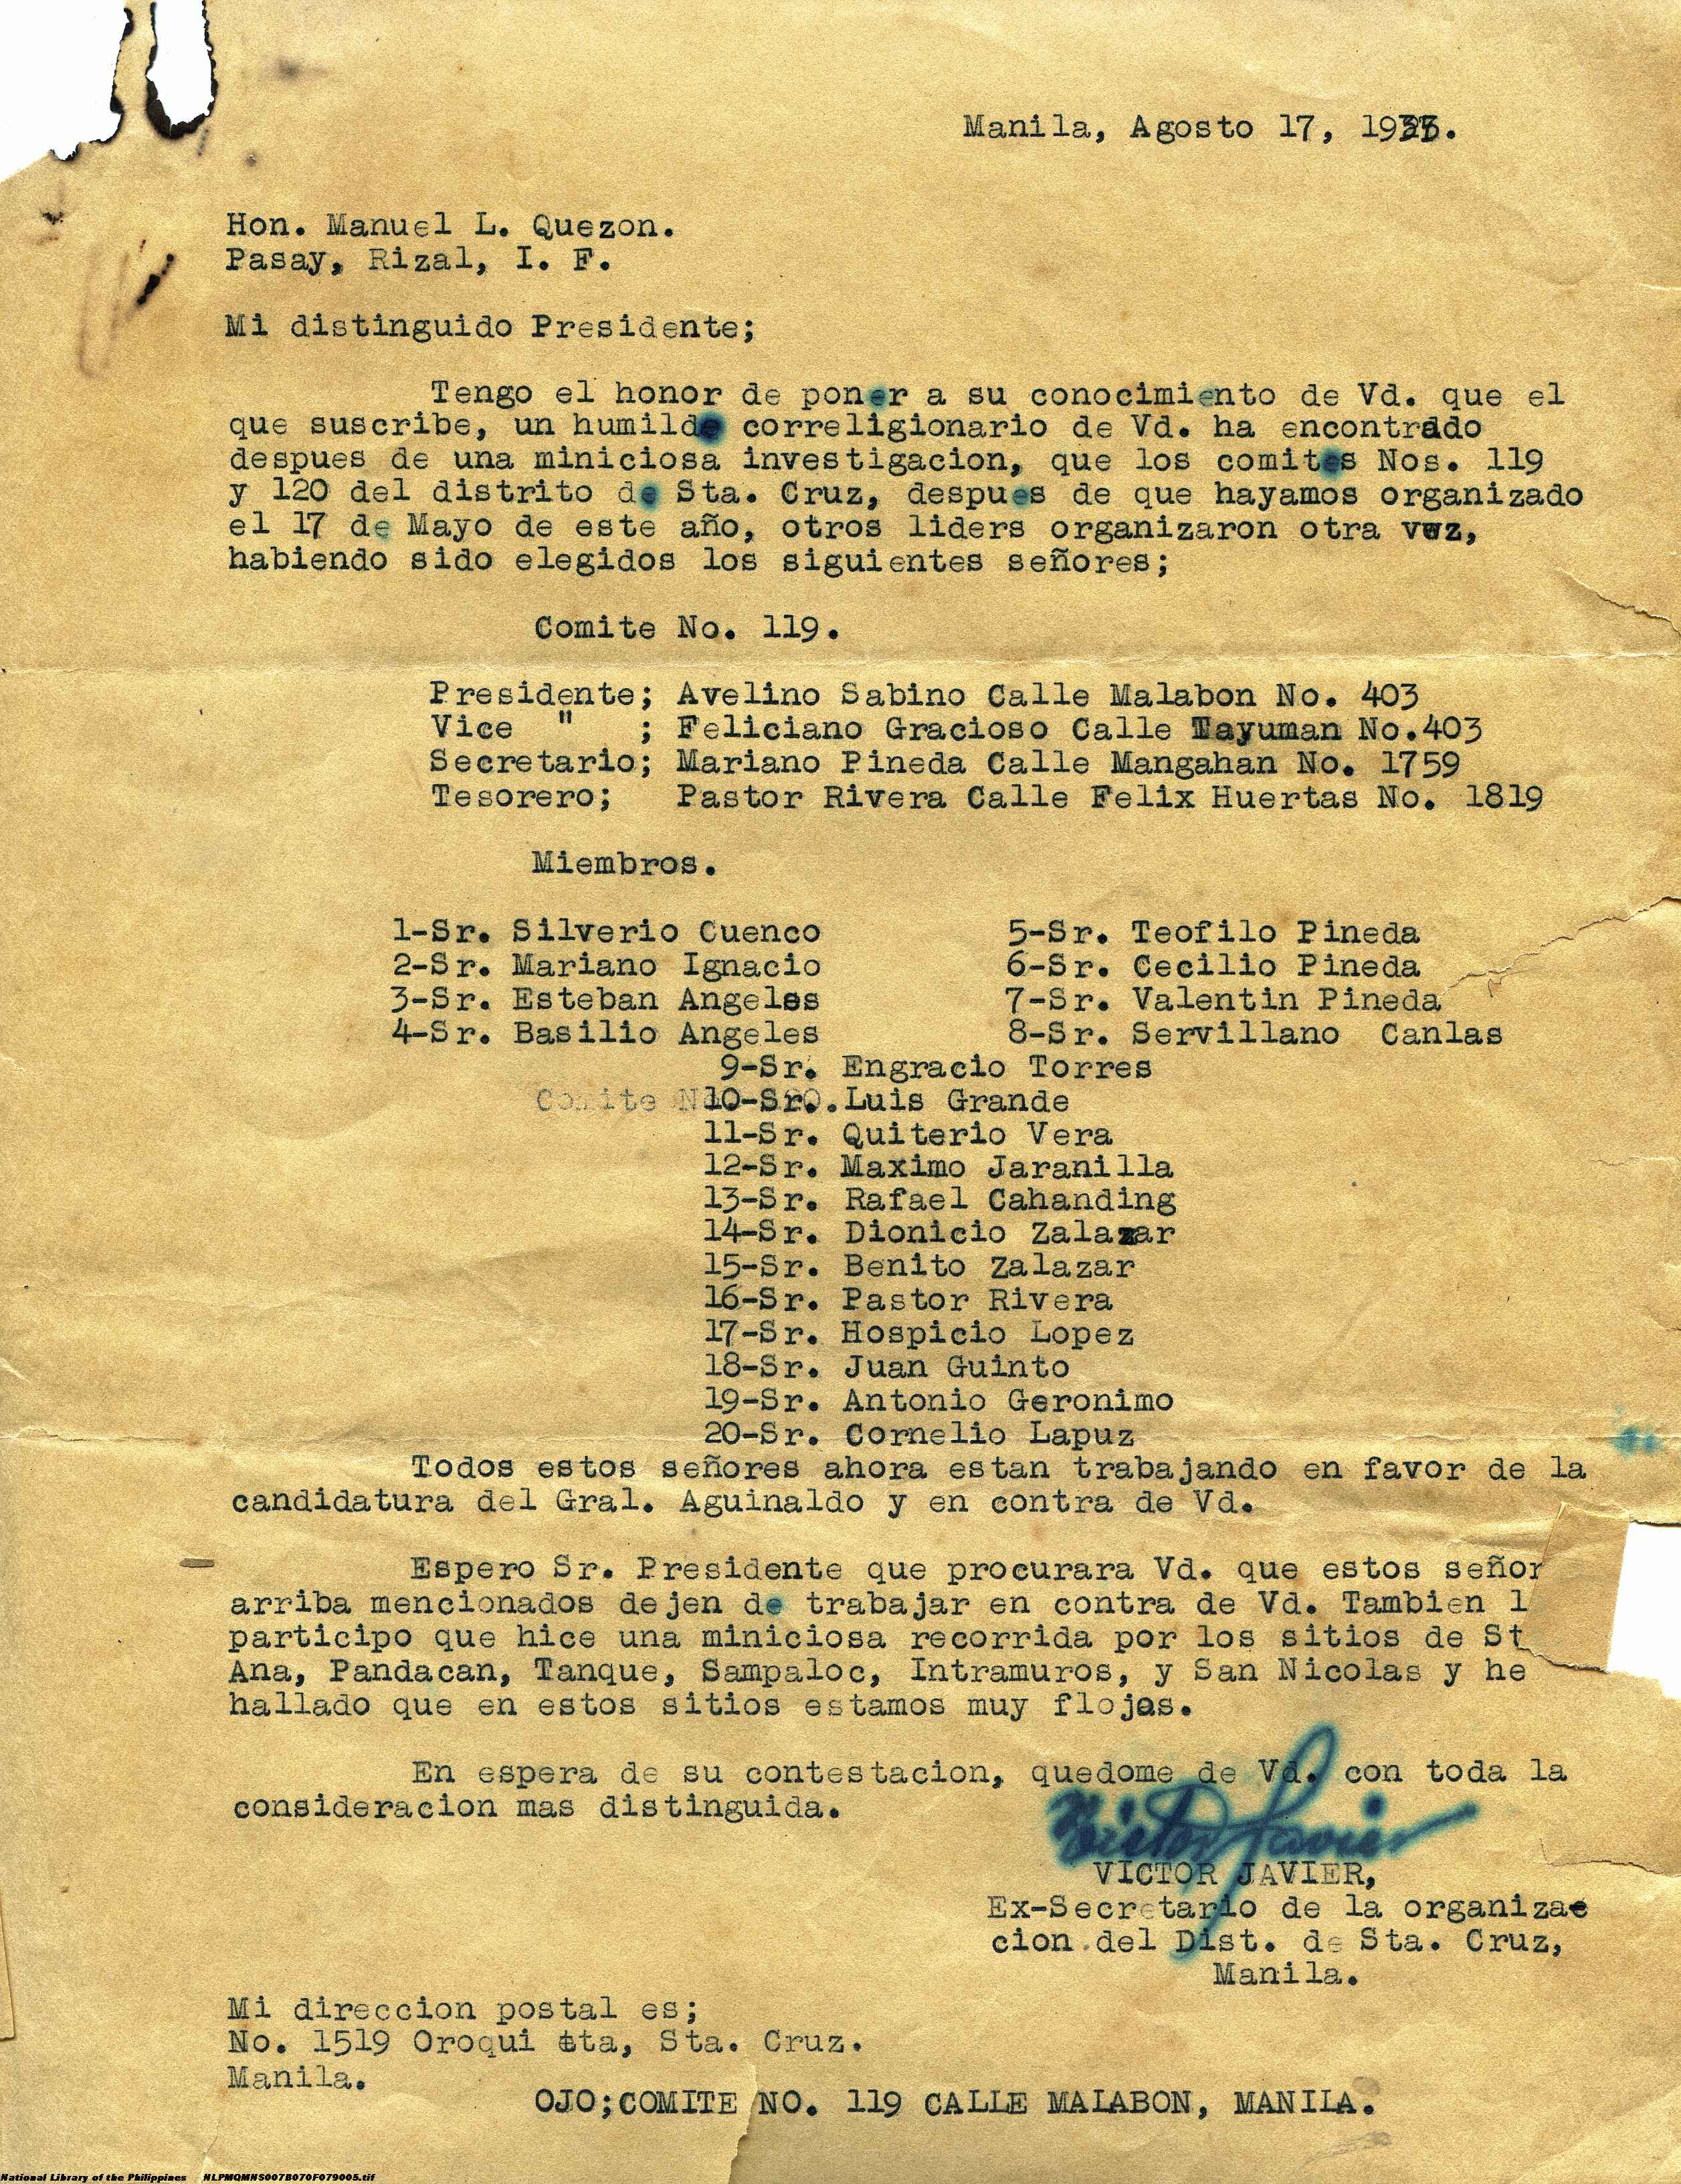 Manila, Agosto 17, 1933.
Hon. Manuel L. Quezon.
Pasay, Rizal, I. F.
Mi distinguido Presidente;
Tengo el honor de poner a su conocimiento de Vd. que el
que suscribe, un humilde correligionario de Vd. ha encontrado
despues de una miniciosa investigacion, que los comites Nos. 119
y 120 del distrito de Sta. Cruz, despues de que hayamos organizado
el 17 de Mayo de este año, otros liders organizaron otra vez,
habiendo sido elegidos los siguientes señores;
Comite No. 119.
Presidente; Avelino Sabino Calle Malabon No. 403
Vice " ; Feliciano Gracioso Calle Tayuman No.403
Secretario; Mariano Pineda Calle Mangahan No. 1759
Tesorero; Pastor Rivera Calle Felix Huertas No. 1819
Miembros.
1-Sr. Silverio Cuenco 5-Sr. Teofilo Pineda
2-Sr. Mariano Ignacio 6-Sr. Cecilio Pineda
3-Sr. Esteban Angeles 7-Sr. Valentin Pineda
4-Sr. Basilio Angeles 8-Sr. Servillano Canlas
9-Sr. Engracio Torres
Comite 10-Sr. Luis Grande
11-Sr. Quiterio Vera
12-Sr. Maximo Jaranilla
13-Sr. Rafael Cahanding
14-Sr. Dionicio Zalazar
15-Sr. Benito Zalazar
16-Sr. Pastor Rivera
17-Sr. Hospicio Lopez
18-Sr. Juan Guinto
19-Sr. Antonio Geronimo
20-Sr. Cornelio Lapuz
Todos estos señores ahora estan trabajando en favor de la
candidatura del Gral. Aguinaldo y en contra de Vd.
Espero Sr. Presidente que procurara Vd. que estos señor
arriba mencionados dejen de trabajar en contra de Vd. Tambien l
participo que hice una miniciosa recorrida por los sitios de St
Ana, Pandacan, Tanque, Sampaloc, Intramuros, y San Nicolas y he
hallado que en estos sitios estamos muy flojos.
En espera de su contestacion, quedome de Vd. con toda la
consideracion mas distinguida.
Victor Javier
VICTOR JAVIER,
Ex-Secretario de la organiza-
cion del Dist. de Sta. Cruz,
Manila.
Mi direccion postal es;
No. 1519 Oroqui eta, Sta. Cruz.
Manila.
OJO;COMITE NO. 119 CALLE MALABON, MANILA.
National Library of the Philippines NLPMQMNS007B070F079005.tif